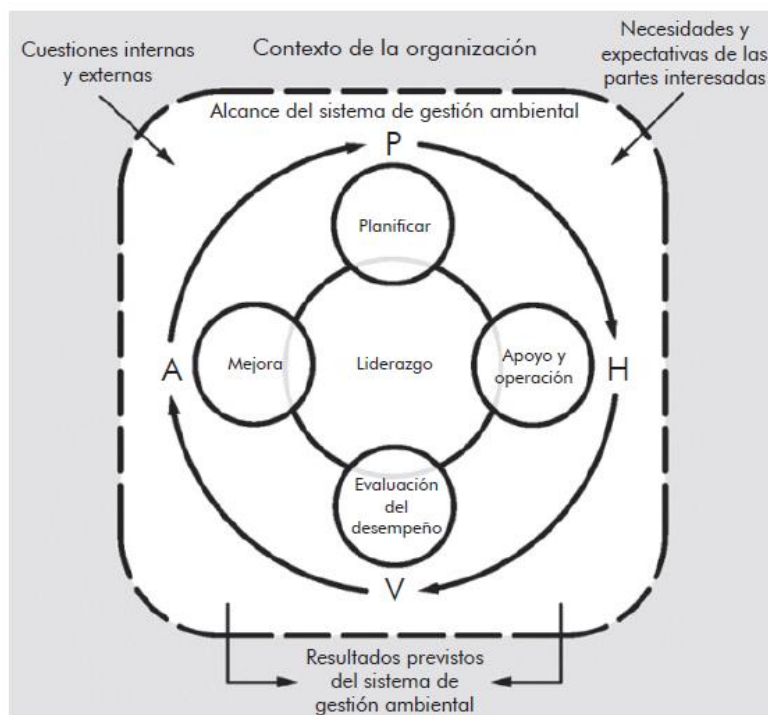 Cuestiones internas
y externas
Contexto de la organización
Necesidades y
expectativas de las
partes interesadas
Alcance del sistema de gestión ambiental
P
Planificar
A
Mejora
Liderazgo
Apoyo y
operación
H
Evaluación
del
desempeño
V
Resultados previstos
del sistema de
gestión ambiental